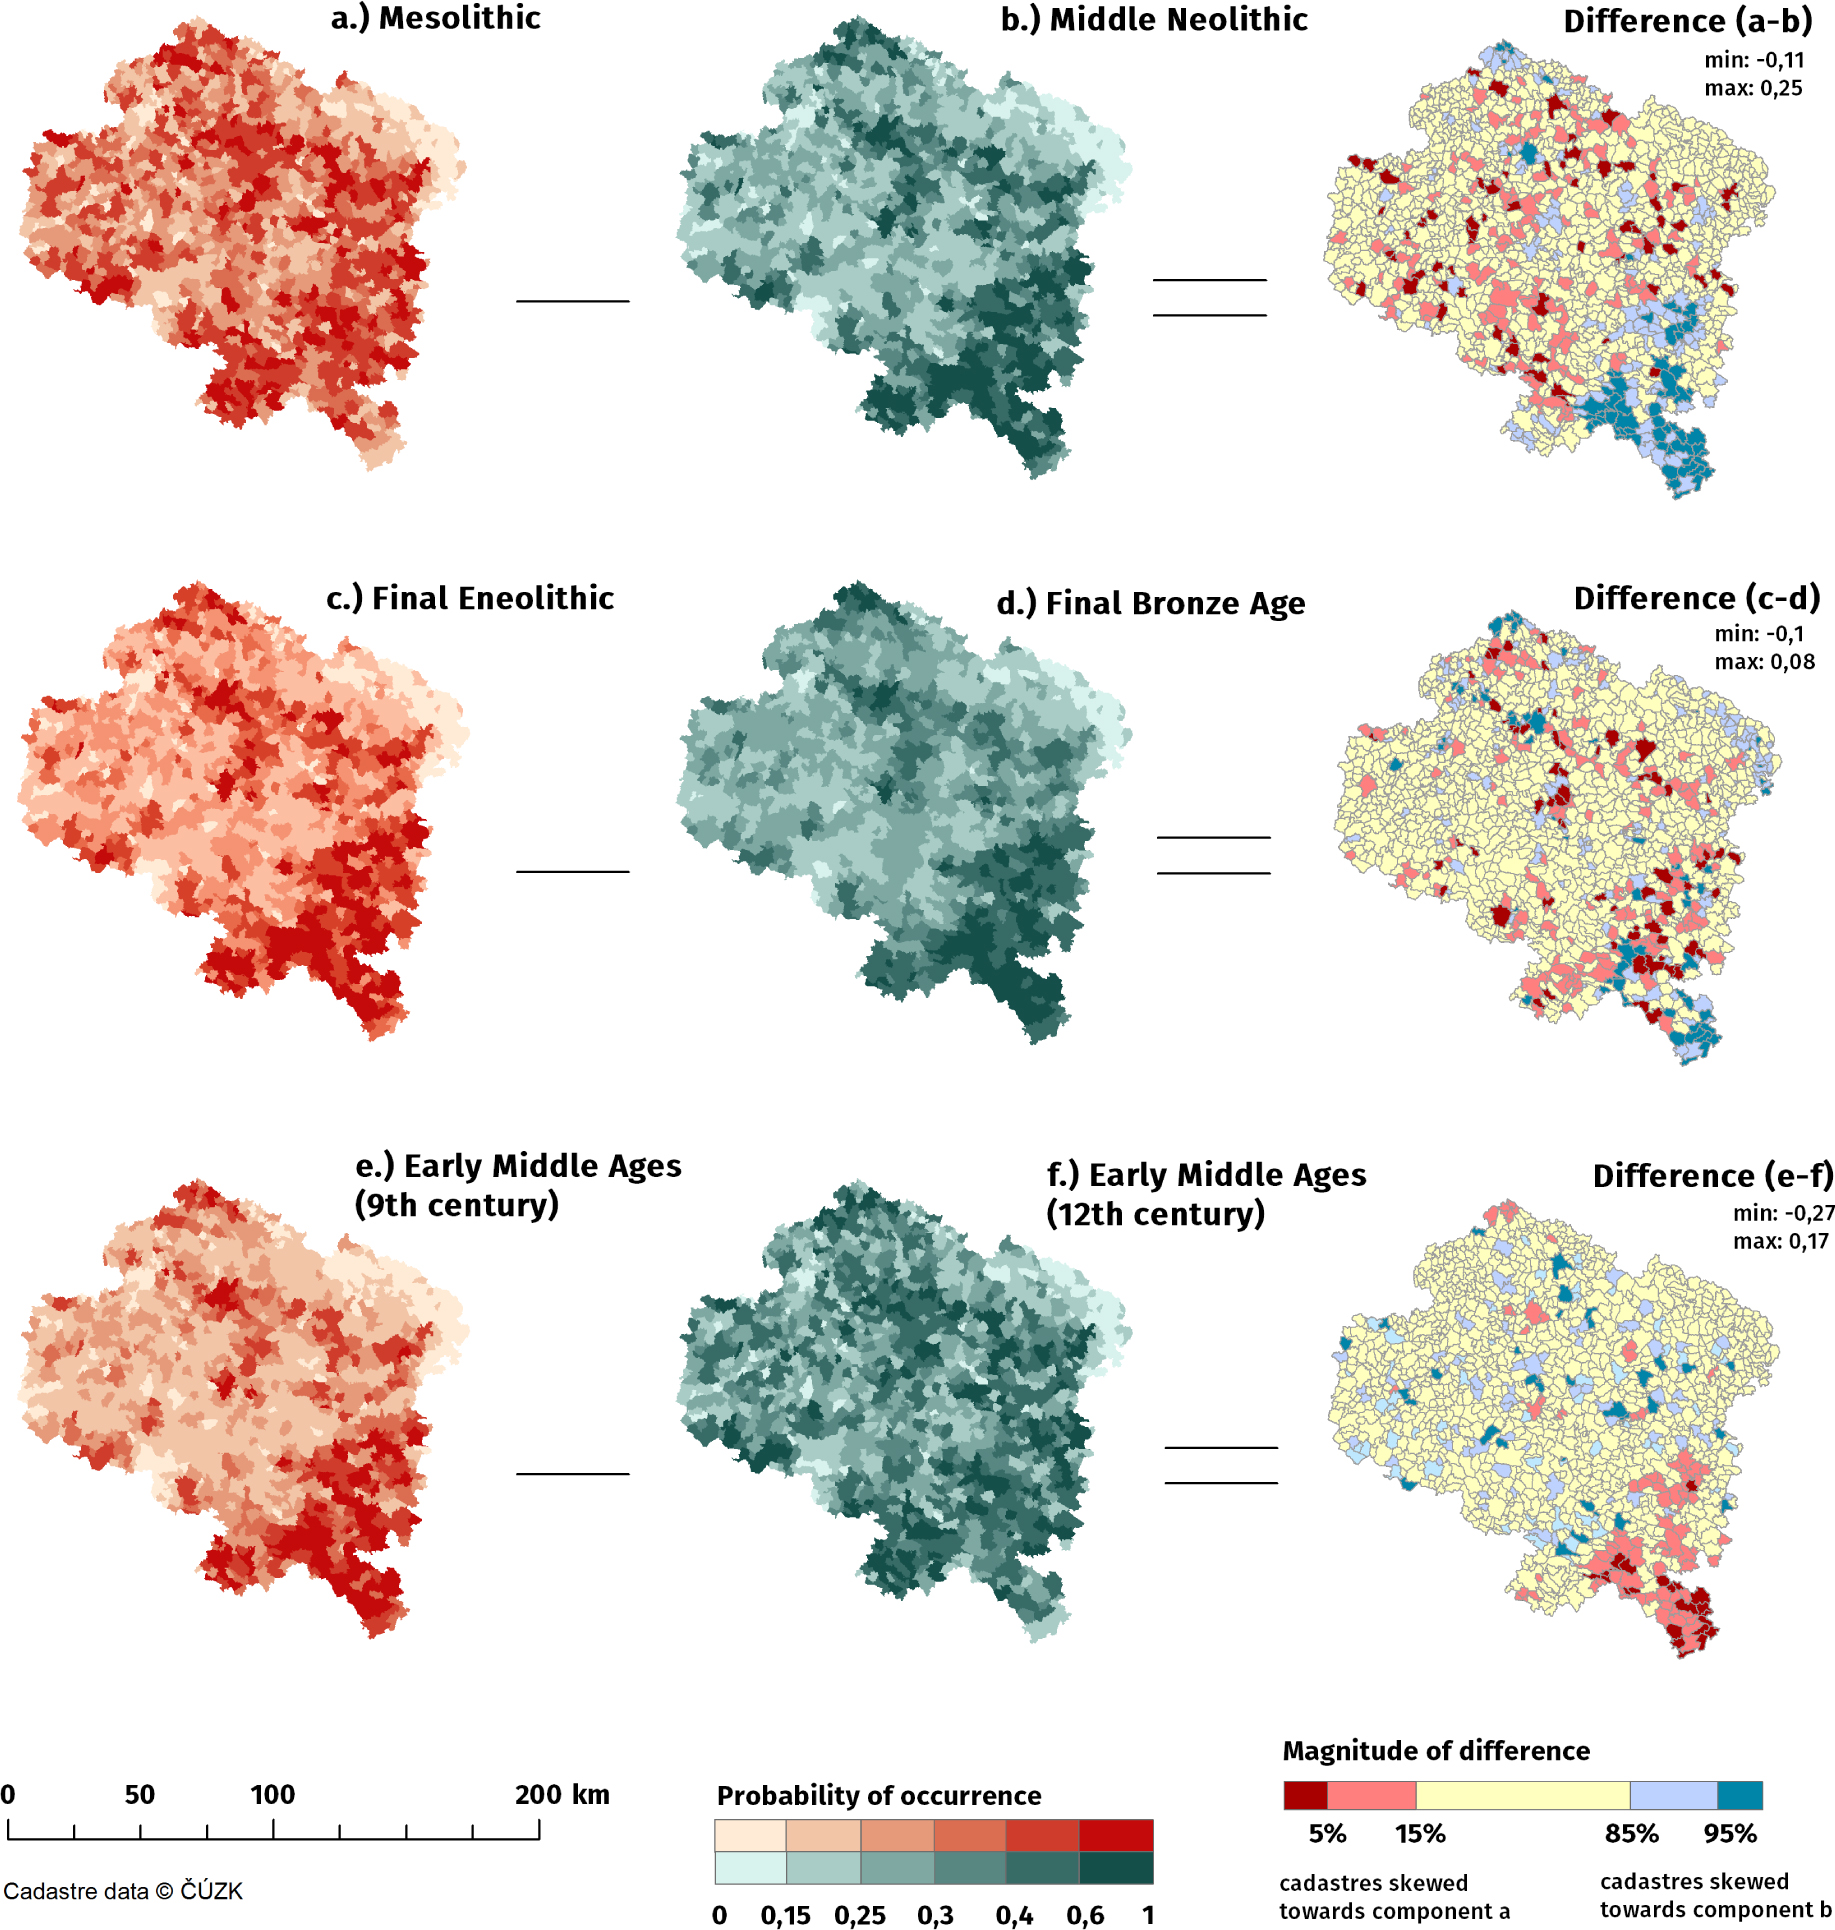 a.) Mesolithic
b.) Middle Neolithic
Difference (a-b)
min: -0,11
max: 0,25
c.) Final Eneolithic
d.) Final Bronze Age
Difference (c-d)
min: -0,1
max: 0,08
e.) Early Middle Ages
(9th century)
f.) Early Middle Ages
(12th century)
Difference (e-f)
min: -0,27
max: 0,17
0 50 100 200 km
Cadastre data © ČÚZK
Probability of occurrence
0 0,15 0,25 0,3 0,4 0,6 1
Magnitude of difference
5% 15% 85% 95%
cadastres skewed
towards component a
cadastres skewed
towards component b